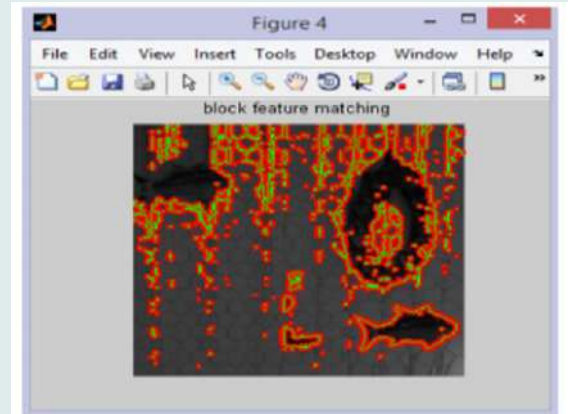 Figure 4
File Edit View Insert Tools Desktop Window Help
block feature matching